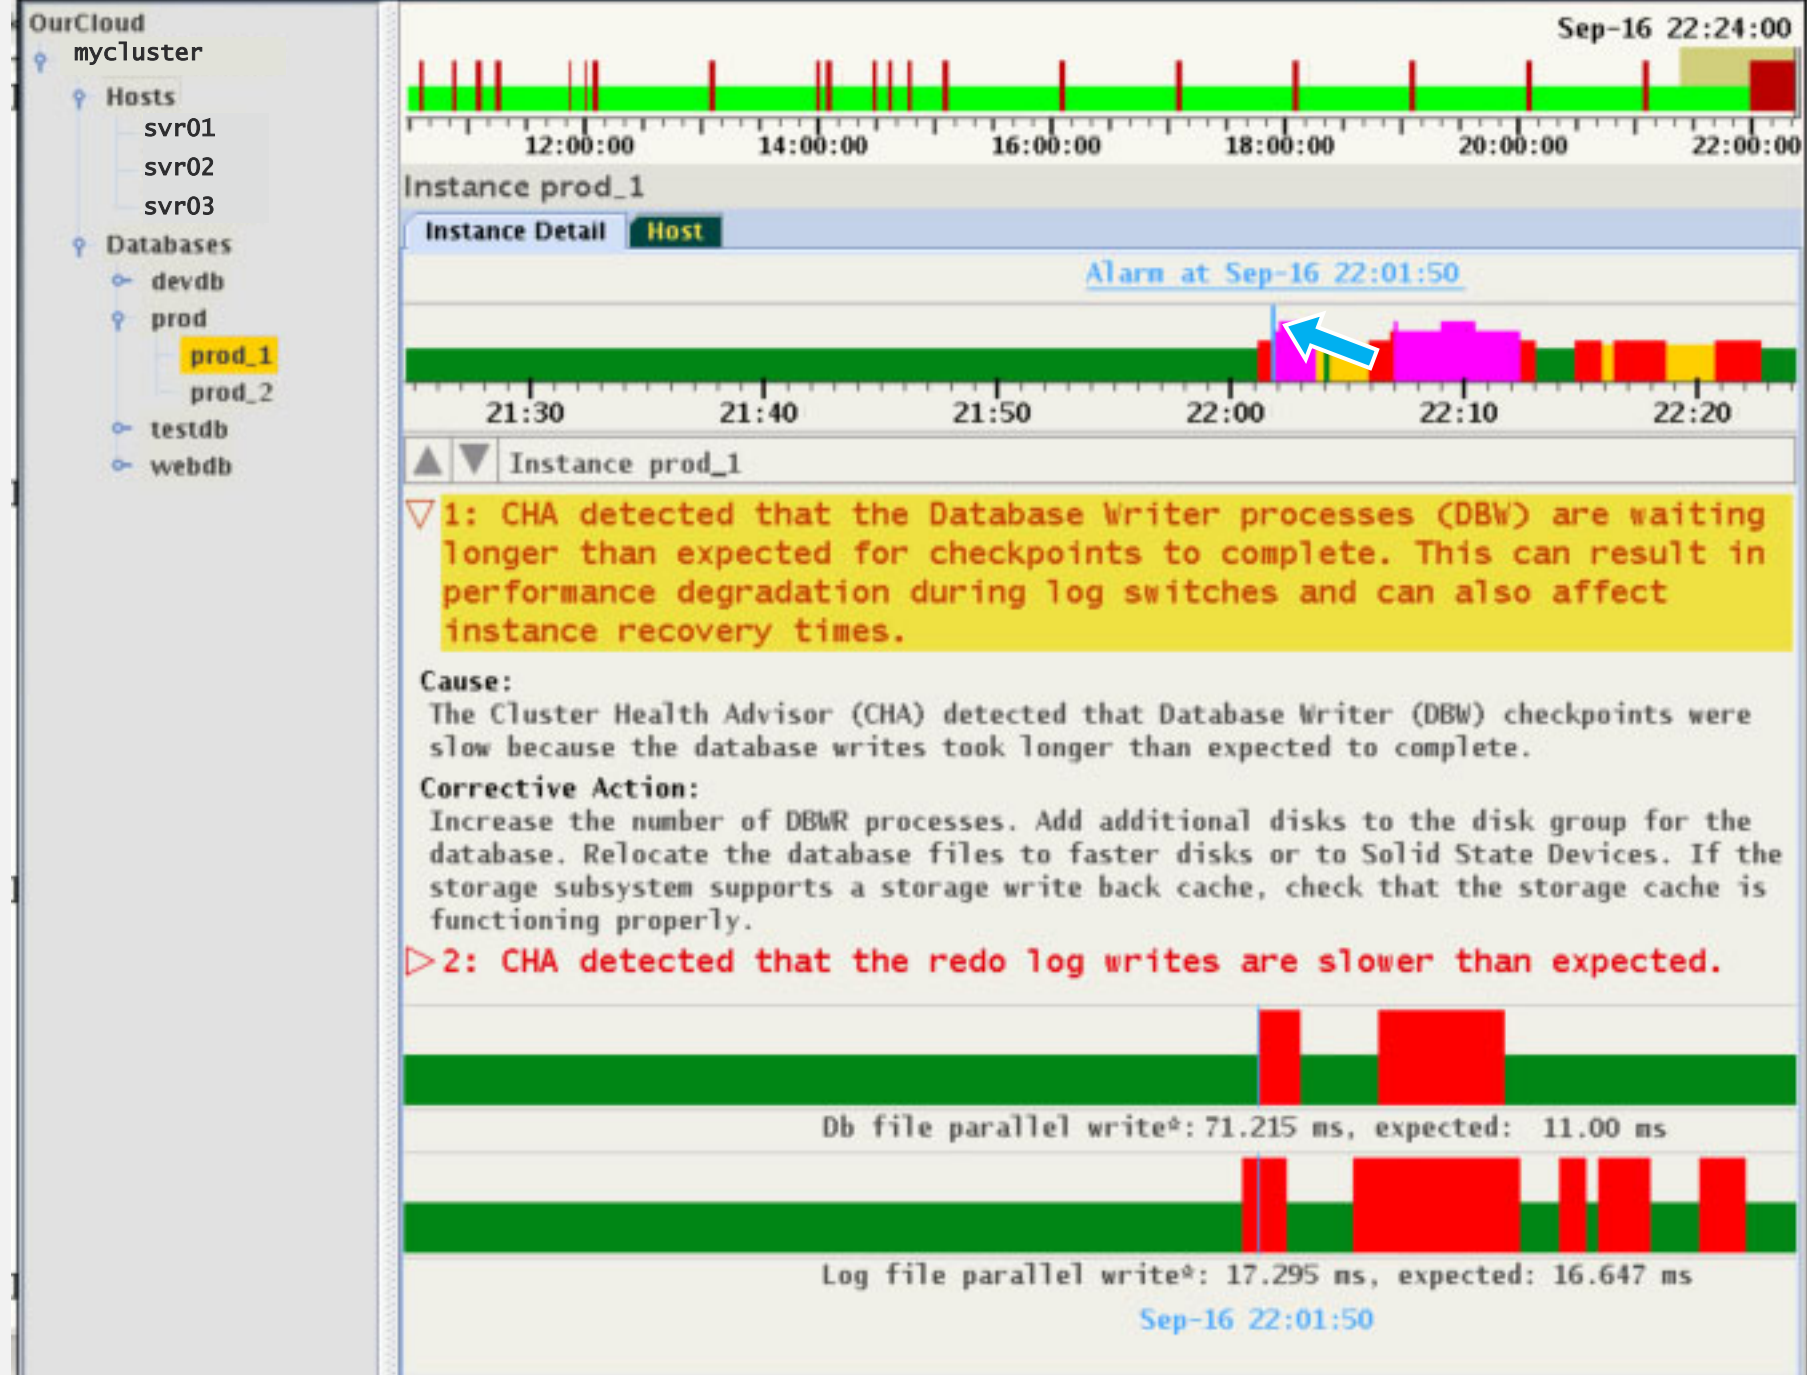 OurCloud
mycluster
Hosts
svr01
svr02
svr03
Databases
devdb
prod
prod_1
prod_2
testdb
webdb
Sep-16 22:24:00
12:00:00 14:00:00 16:00:00 18:00:00 20:00:00 22:00:00
Instance prod_1
Instance Detail Host
Alarm at Sep-16 22:01:50
21:30 21:40 21:50 22:00 22:10 22:20
Instance prod_1
1: CHA detected that the Database Writer processes (DBW) are waiting
longer than expected for checkpoints to complete. This can result in
performance degradation during log switches and can also affect
instance recovery times.
Cause:
The Cluster Health Advisor (CHA) detected that Database Writer (DBW) checkpoints were
slow because the database writes took longer than expected to complete.
Corrective Action:
Increase the number of DBWR processes. Add additional disks to the disk group for the
database. Relocate the database files to faster disks or to Solid State Devices. If the
storage subsystem supports a storage write back cache, check that the storage cache is
functioning properly.
2: CHA detected that the redo log writes are slower than expected.
Db file parallel write*: 71.215 ms, expected: 11.00 ms
Log file parallel write*: 17.295 ms, expected: 16.647 ms
Sep-16 22:01:50